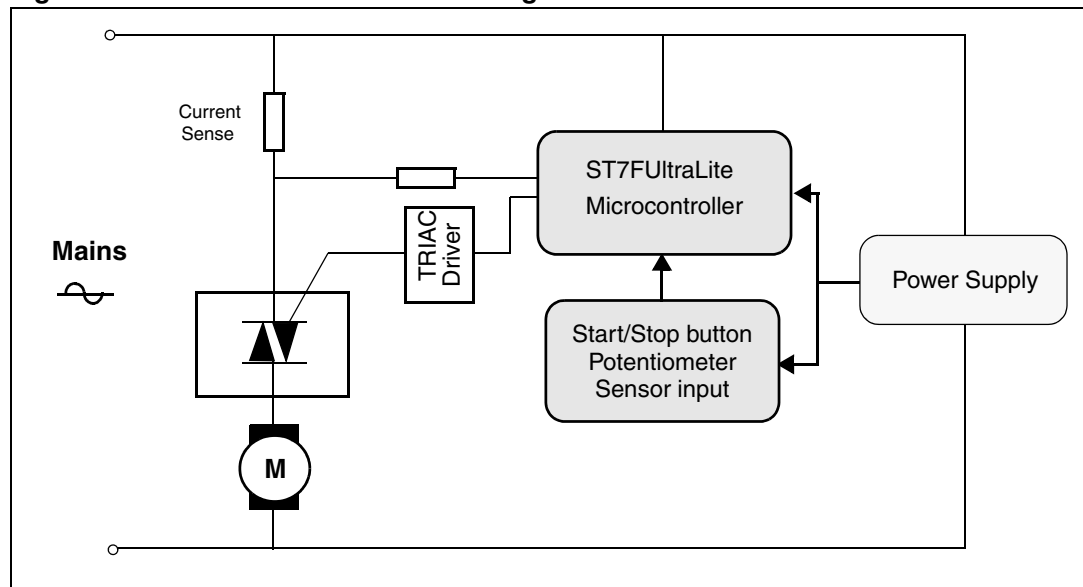 Current
Sense
ST7FUltraLite
Microcontroller
TRIAC
Driver
Mains
Power Supply
Start/Stop button
Potentiometer
Sensor input
M